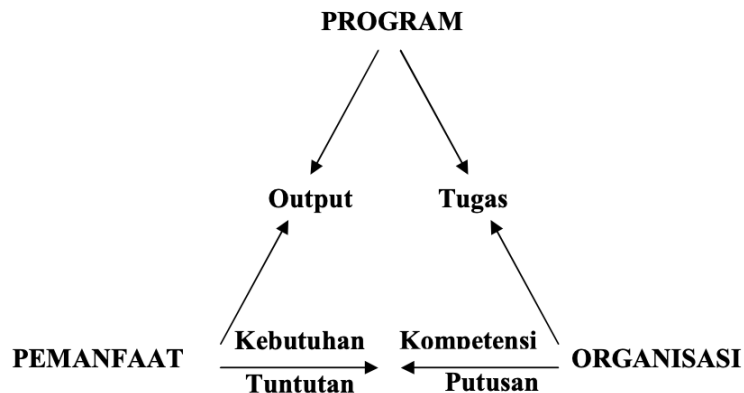 PROGRAM
Output Tugas
Kebutuhan Kompetensi
PEMANFAAT ORGANISASI
Tuntutan Putusan